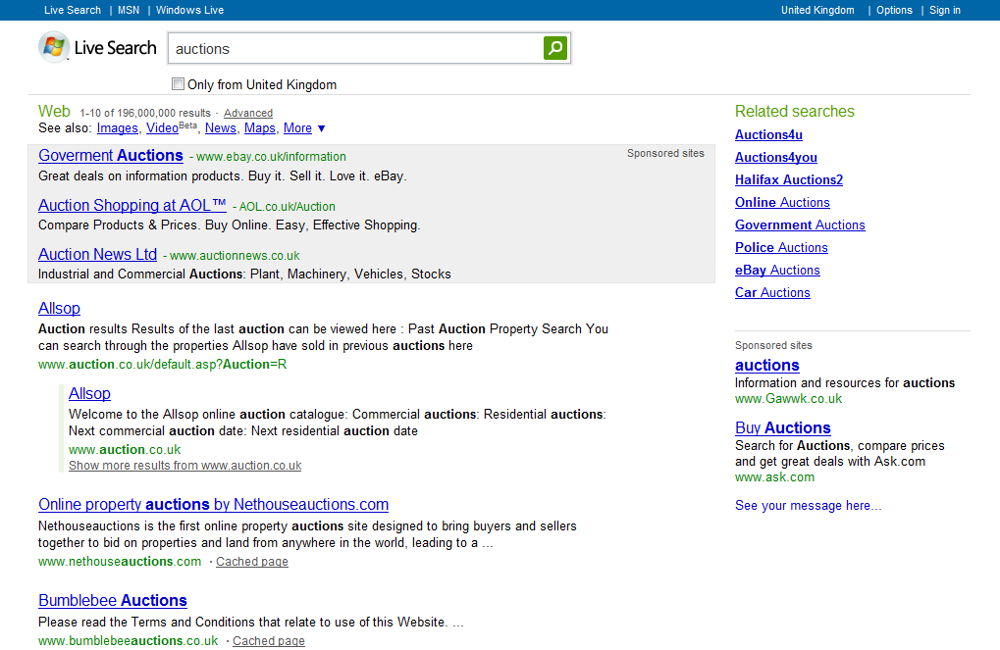 Live Search | MSN | Windows Live
United Kingdom | Options | Sign in
Live Search
auctions
Only from United Kingdom
Web 1-10 of 196,000,000 results · Advanced
See also: Images, Video Beta, News, Maps, More ▼
Sponsored sites
Goverment Auctions - www.ebay.co.uk/information
Great deals on information products. Buy it. Sell it. Love it. eBay.
Auction Shopping at AOL™ - AOL.co.uk/Auction
Compare Products & Prices. Buy Online. Easy, Effective Shopping.
Auction News Ltd - www.auctionnews.co.uk
Industrial and Commercial Auctions: Plant, Machinery, Vehicles, Stocks
Allsop
Auction results Results of the last auction can be viewed here : Past Auction Property Search You
can search through the properties Allsop have sold in previous auctions here
www.auction.co.uk/default.asp?Auction=R
Allsop
Welcome to the Allsop online auction catalogue: Commercial auctions: Residential auctions:
Next commercial auction date: Next residential auction date
www.auction.co.uk
Show more results from www.auction.co.uk
Online property auctions by Nethouseauctions.com
Nethouseauctions is the first online property auctions site designed to bring buyers and sellers
together to bid on properties and land from anywhere in the world, leading to a ...
www.nethouseauctions.com · Cached page
Bumblebee Auctions
Please read the Terms and Conditions that relate to use of this Website. ...
www.bumblebeeauctions.co.uk · Cached page
Related searches
Auctions4u
Auctions4you
Halifax Auctions2
Online Auctions
Government Auctions
Police Auctions
eBay Auctions
Car Auctions
Sponsored sites
auctions
Information and resources for auctions
www.Gawwk.co.uk
Buy Auctions
Search for Auctions, compare prices
and get great deals with Ask.com
www.ask.com
See your message here...